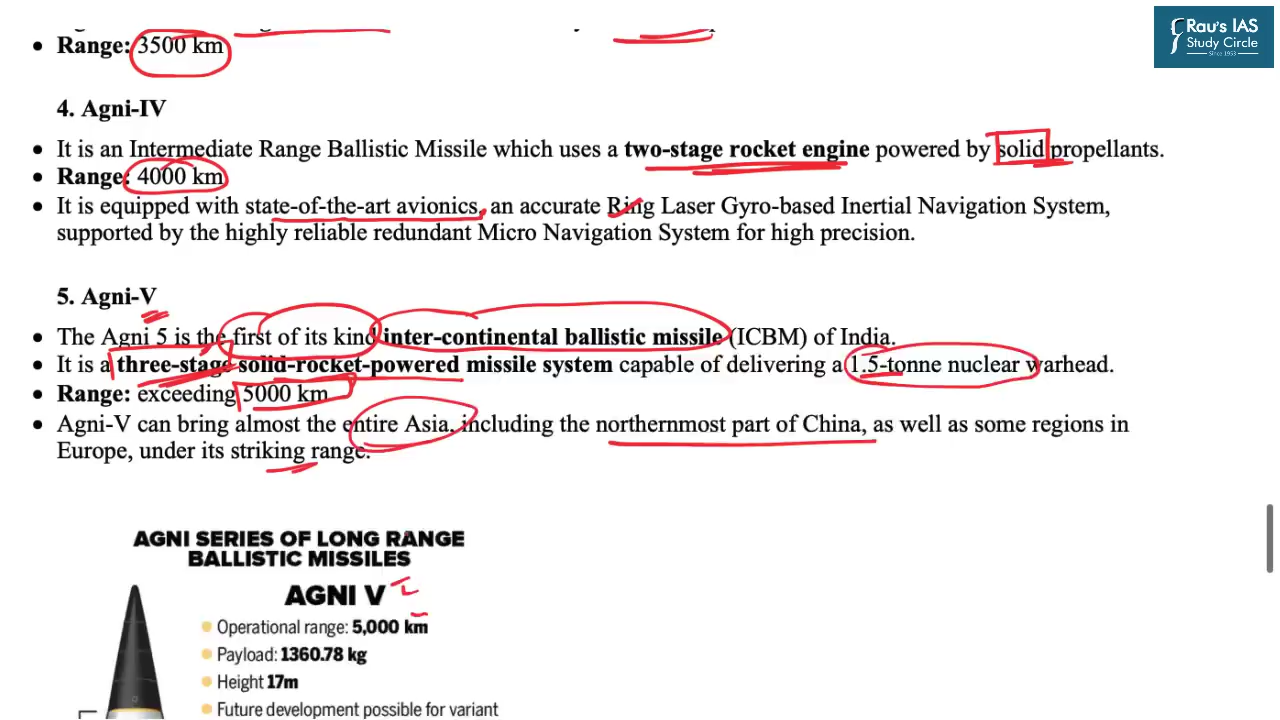 Rau's IAS
Study Circle
Since 1953
• Range: 3500 km
4. Agni-IV
• It is an Intermediate Range Ballistic Missile which uses a two-stage rocket engine powered by solid propellants.
• Range: 4000 km
• It is equipped with state-of-the-art avionics, an accurate Ring Laser Gyro-based Inertial Navigation System,
supported by the highly reliable redundant Micro Navigation System for high precision.
5. Agni-V
• The Agni 5 is the first of its kind inter-continental ballistic missile (ICBM) of India.
• It is a three-stage solid-rocket-powered missile system capable of delivering a 1.5-tonne nuclear warhead.
• Range: exceeding 5000 km
• Agni-V can bring almost the entire Asia, including the northernmost part of China, as well as some regions in
Europe, under its striking range.
AGNI SERIES OF LONG RANGE
BALLISTIC MISSILES
AGNI V
Operational range: 5,000 km
Payload: 1360.78 kg
Height 17m
Future development possible for variant